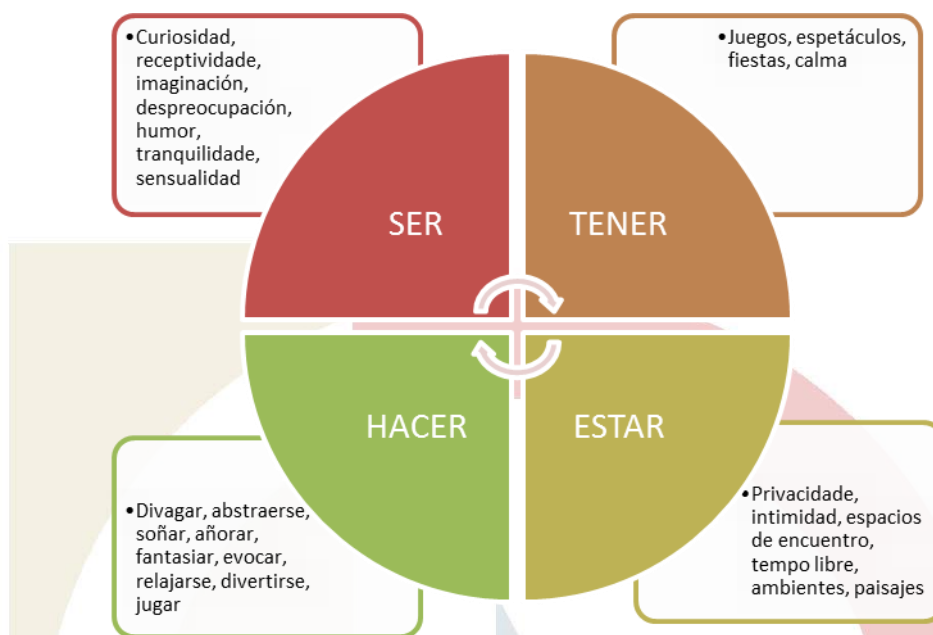 •Curiosidad,
receptividade,
imaginación,
despreocupación,
humor,
tranquilidade,
sensualidad
•Juegos, espetáculos,
fiestas, calma
SER
TENER
HACER
ESTAR
•Divagar, abstraerse,
soñar, añorar,
fantasiar, evocar,
relajarse, divertirse,
jugar
•Privacidade,
intimidad, espacios
de encuentro,
tempo libre,
ambientes, paisajes